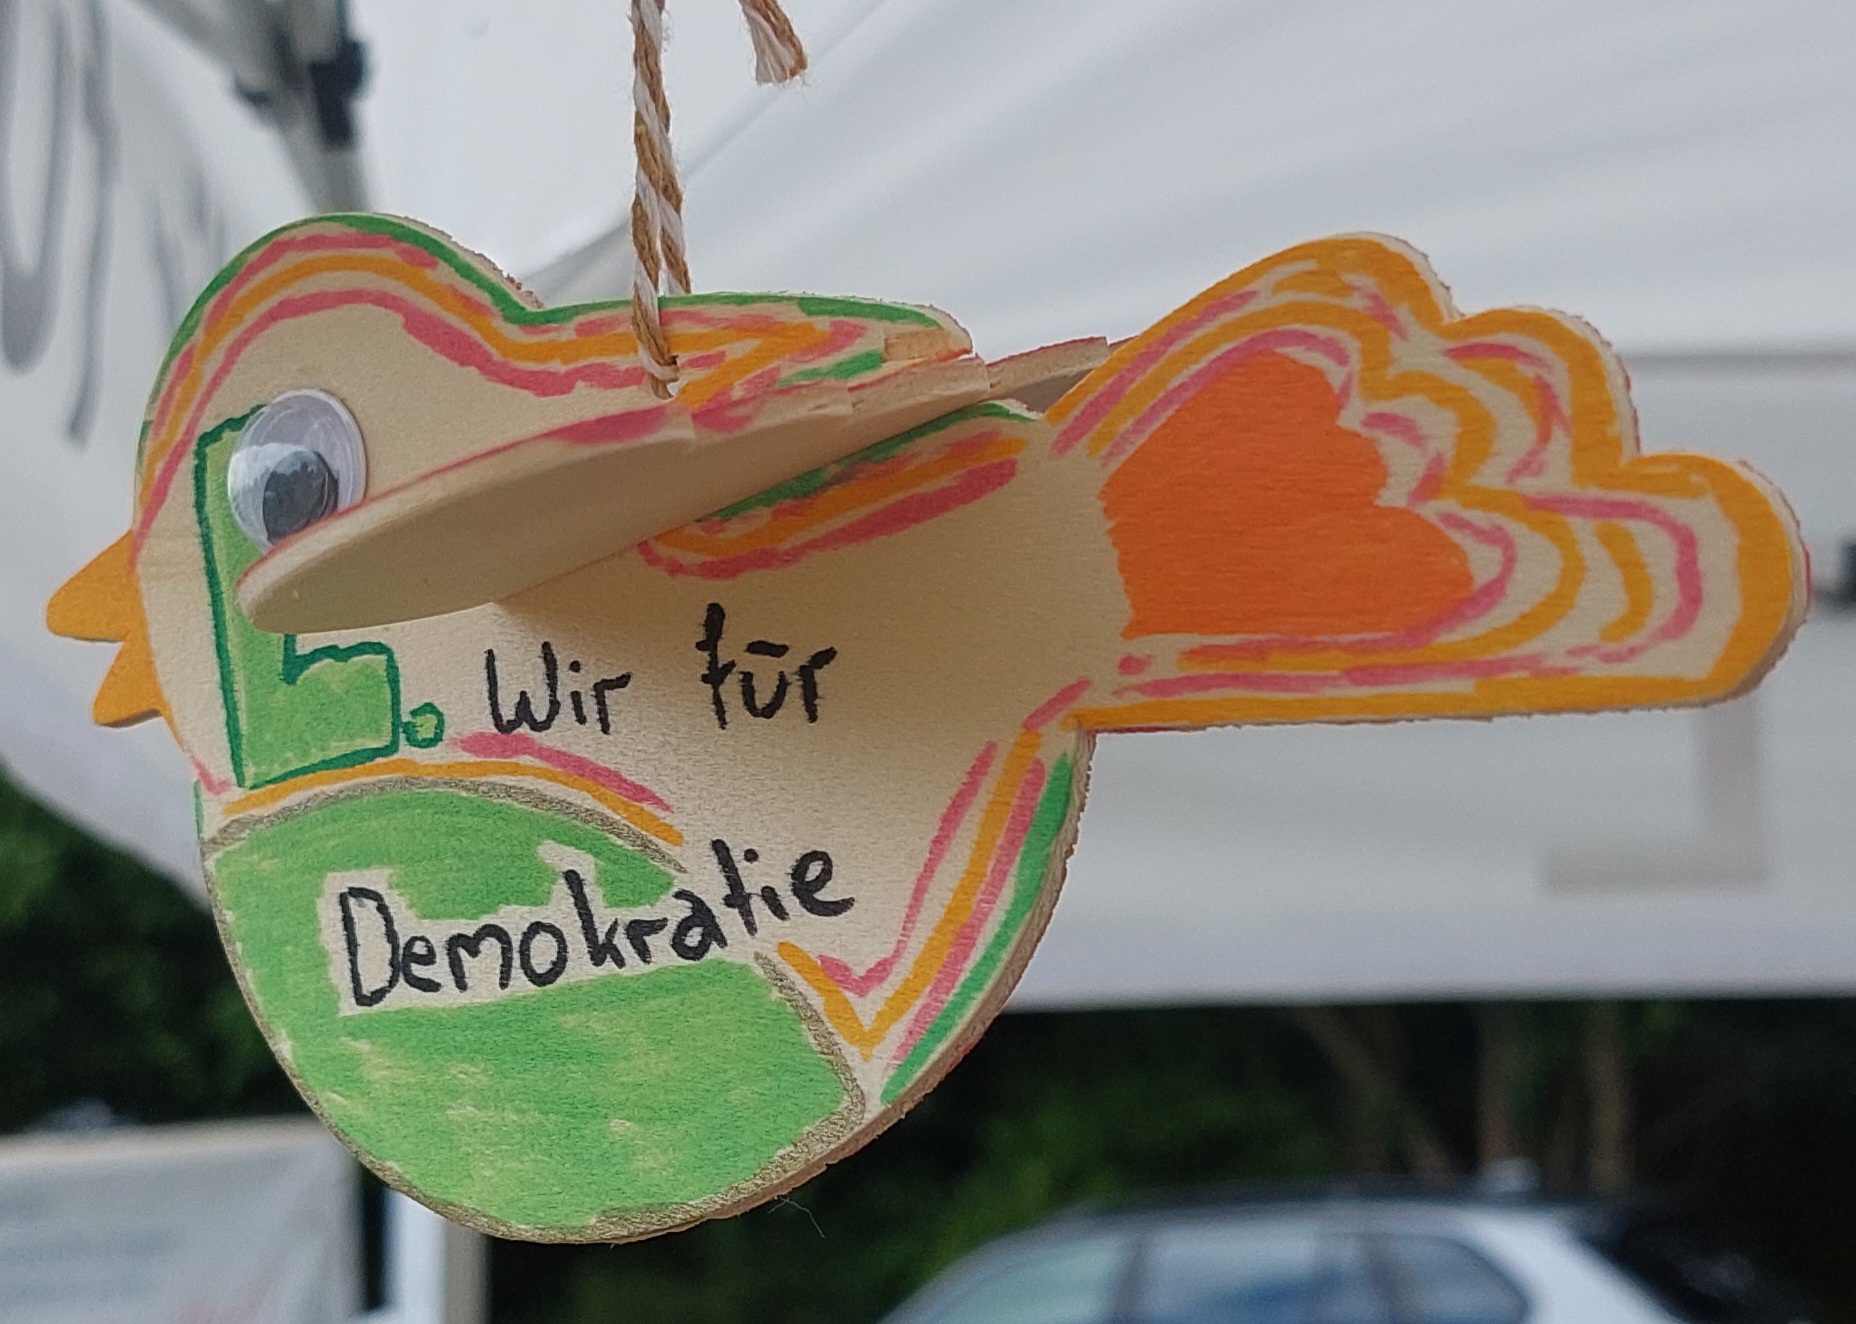 L. Wir für
Demokratie